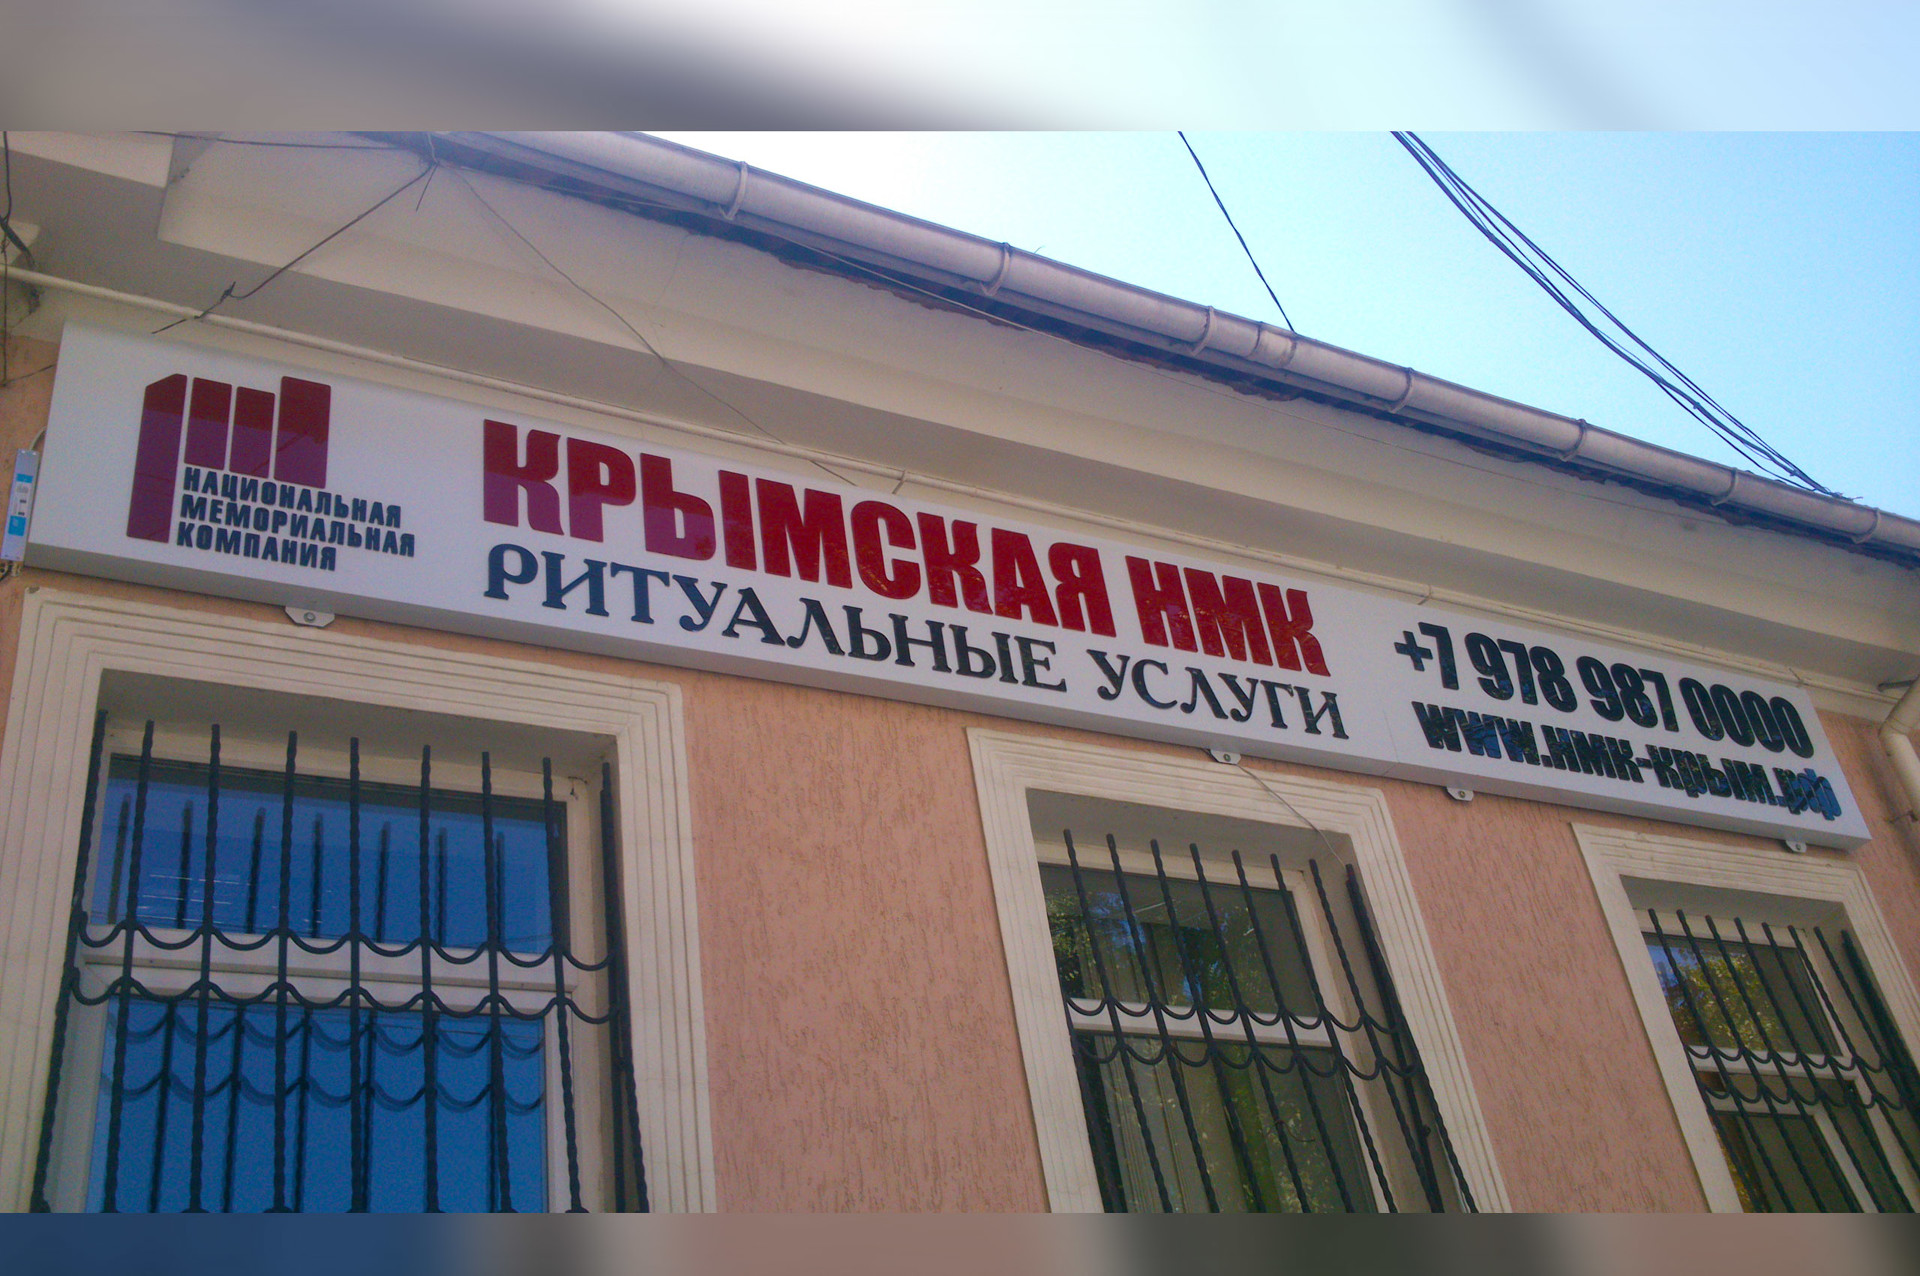 НАЦИОНАЛЬНАЯ
МЕМОРИАЛЬНАЯ
КОМПАНИЯ
КРЫМСКАЯ НМК
РИТУАЛЬНЫЕ УСЛУГИ
+7 978 987 0000
www.нмк-крым.рф